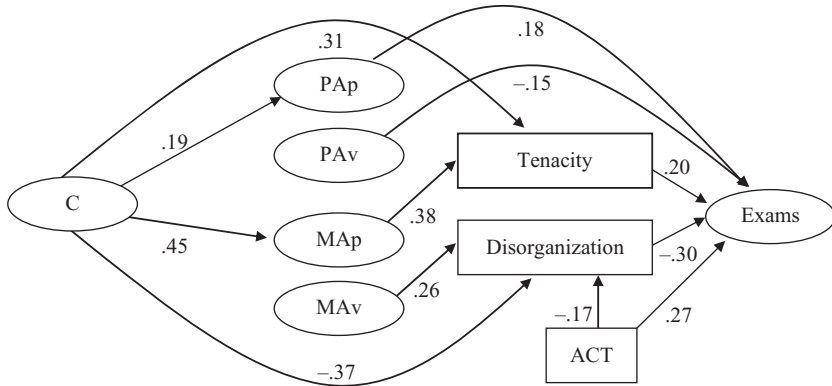 .31
.18
PAp
–.15
.19
PAv
Tenacity
.20
C
Exams
.38
MAp
.45
Disorganization
–.30
.26
MAv
–.17
.27
–.37
ACT